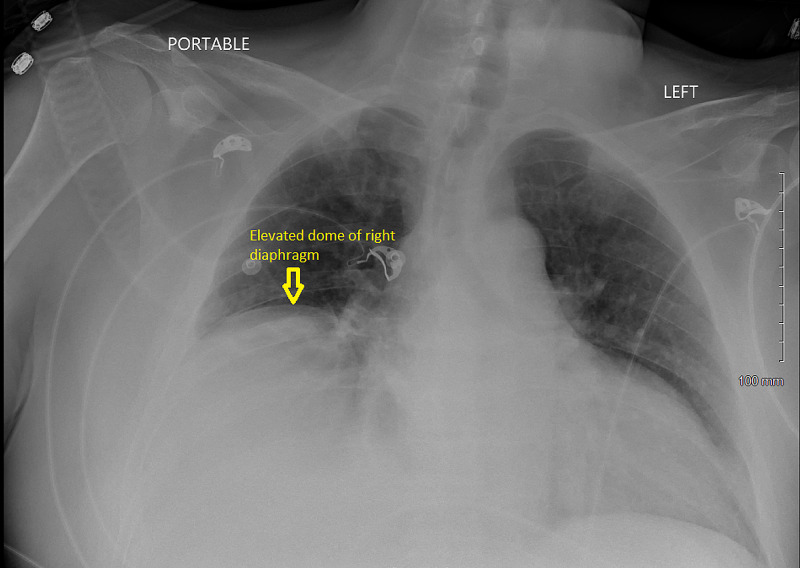 PORTABLE
LEFT
Elevated dome of right
diaphragm
100 mm